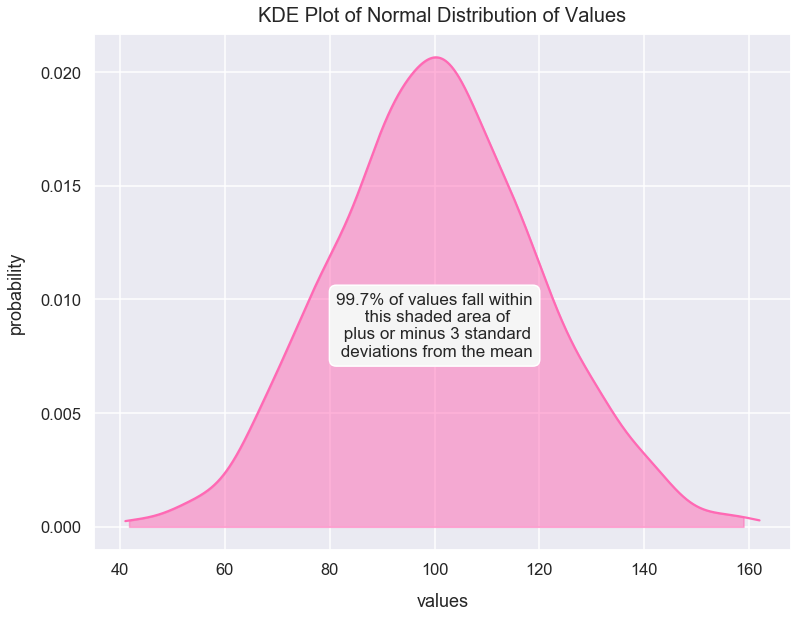 KDE Plot of Normal Distribution of Values
probability
0.020
0.015
0.010
0.005
0.000
99.7% of values fall within
this shaded area of
plus or minus 3 standard
deviations from the mean
40 60 80 100 120 140 160
values